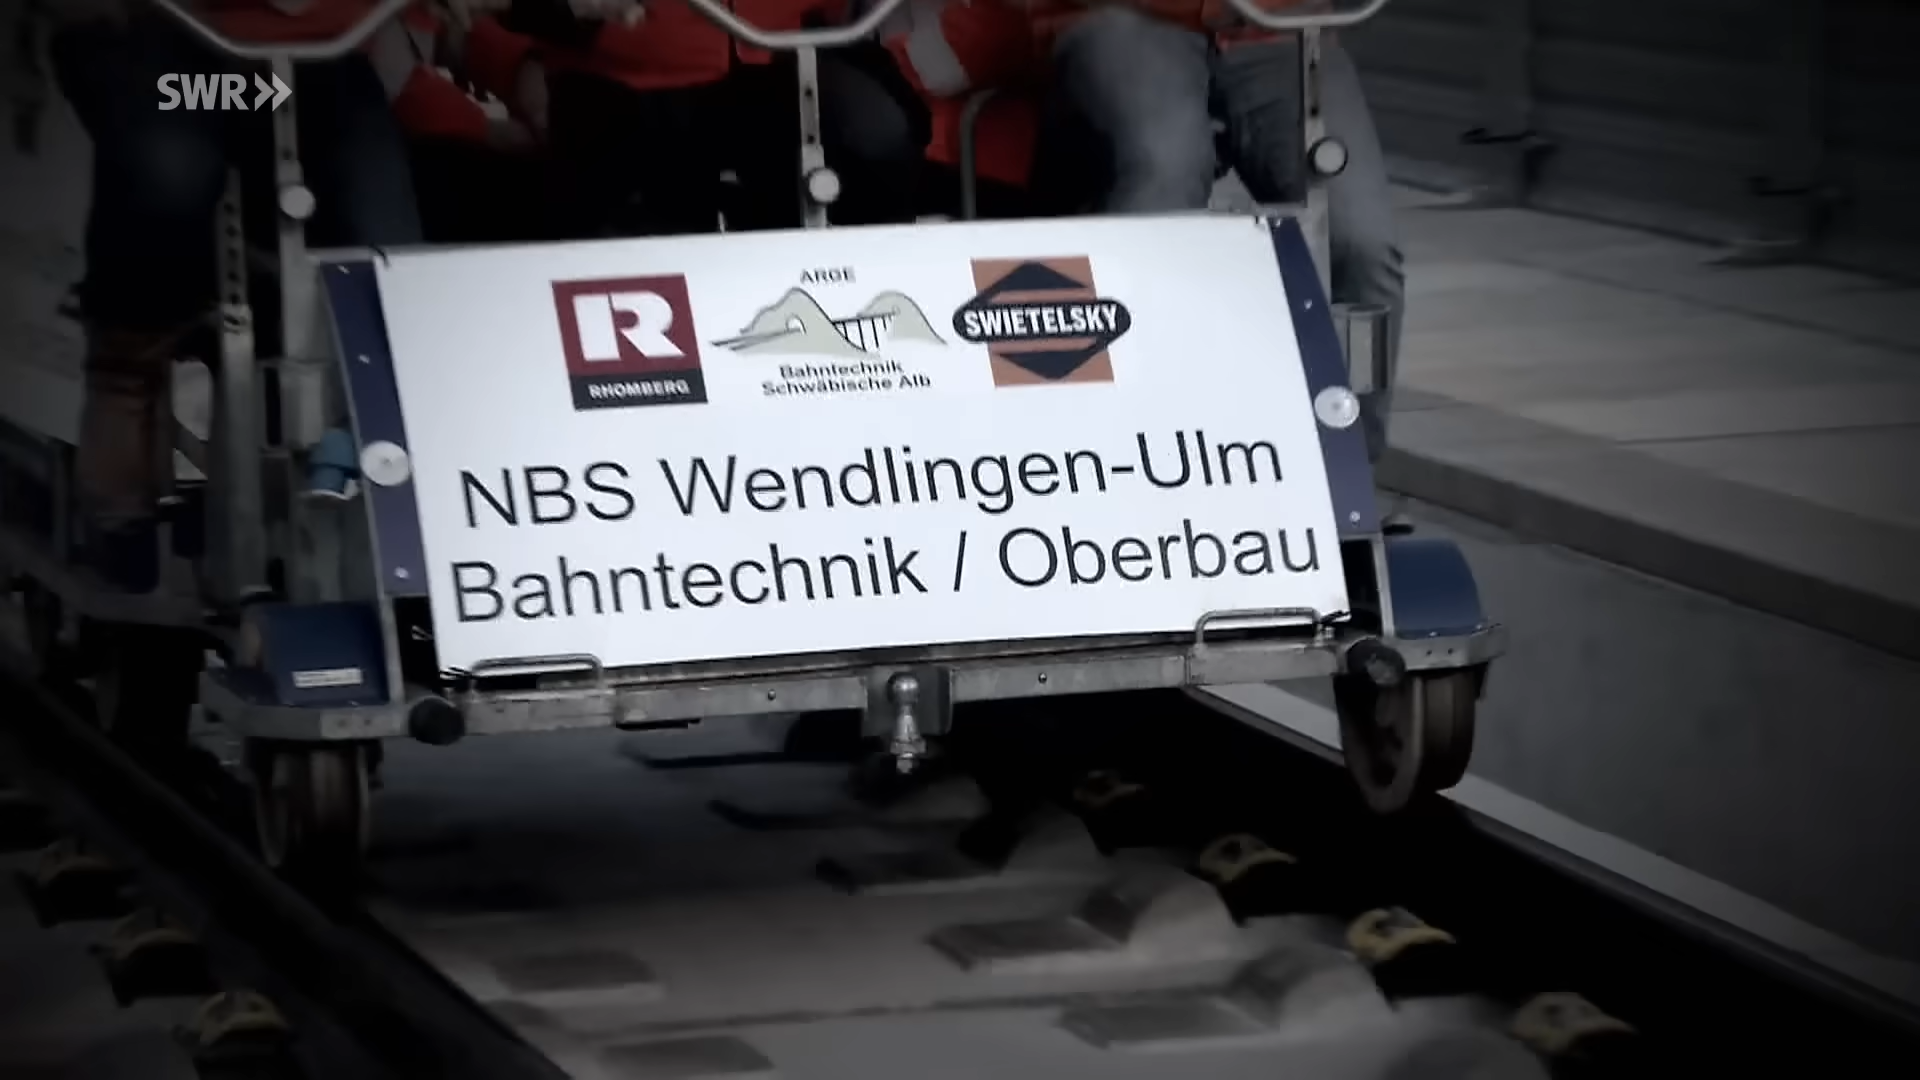 SWR
ARGE
RHOMBERG
SWIETELSKY
Bahntechnik
Schwäbische Alb
NBS Wendlingen-Ulm
Bahntechnik / Oberbau